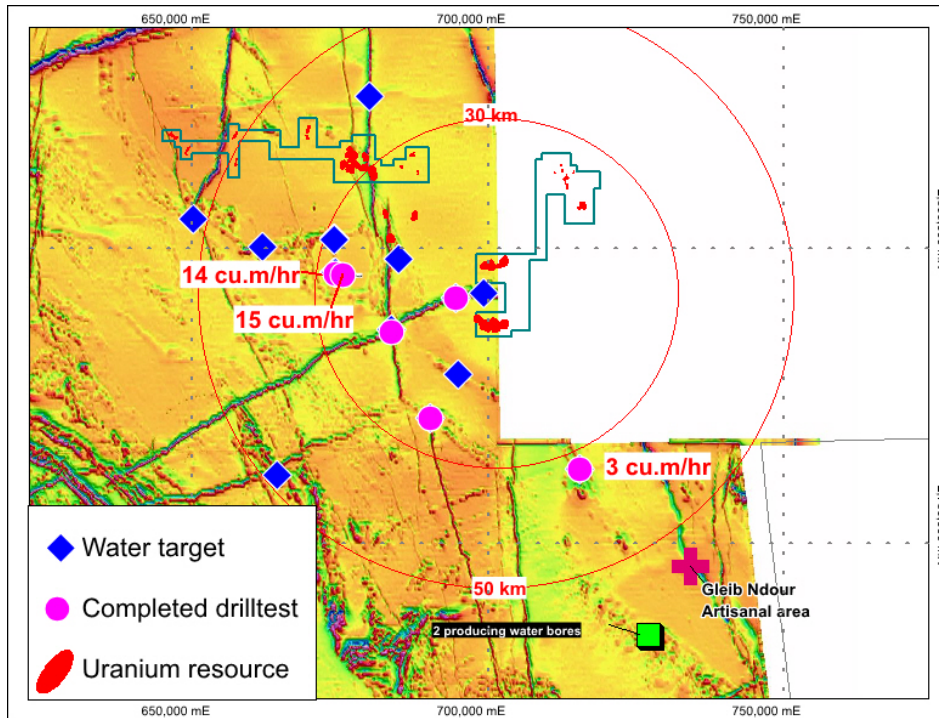 650,000 mE
700,000 mE
750,000 mE
30 km
14 cu.m/hr
15 cu.m/hr
3 cu.m/hr
50 km
Gleib Ndour
Artisanal area
2 producing water bores
Water target
Completed drilltest
Uranium resource
650,000 mE
700,000 mE
750,000 mE